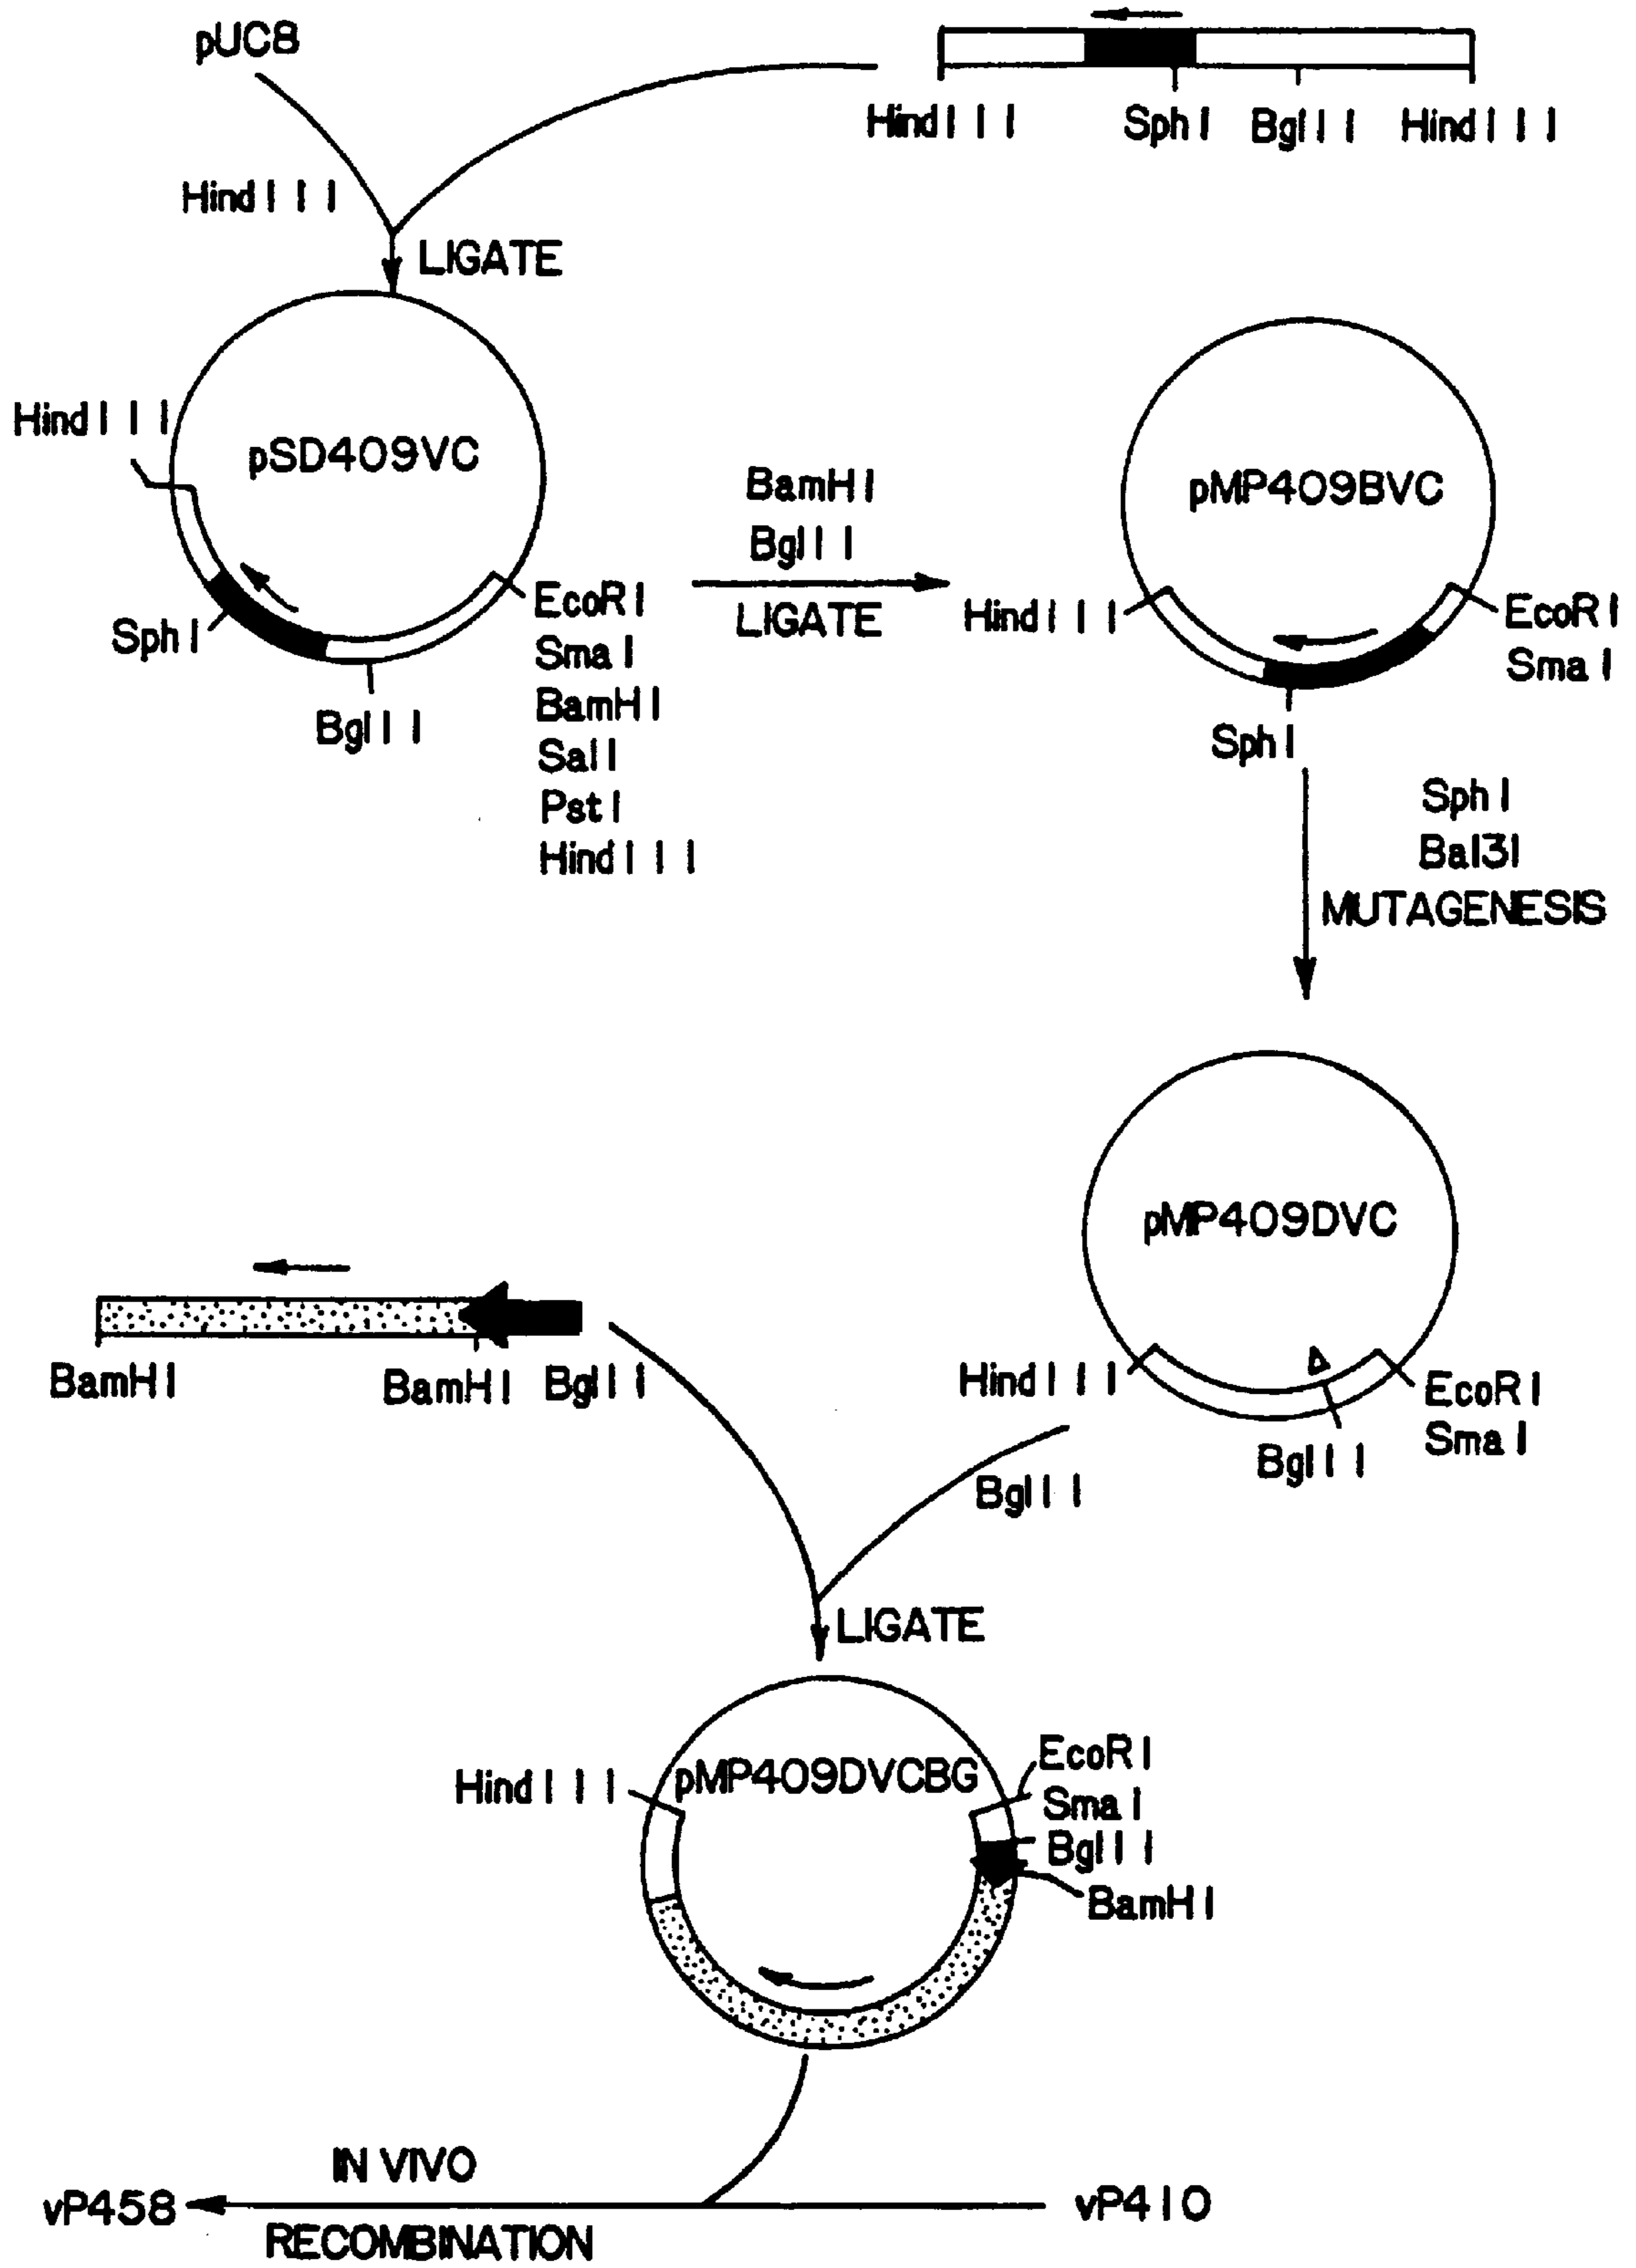 pUC8
HindIII SphI BglII HindIII
HindIII
LIGATE
HindIII
pSD409VC
SphI
BglII
EcoRI
SmaI
BamHI
SalI
PstI
HindIII
BamHI
BglII
LIGATE
pMP409BVC
HindIII
EcoRI
SmaI
SphI
SphI
Bal31
MUTAGENESIS
pMP409DVC
HindIII
EcoRI
SmaI
BglII
BamHI BamHI BglII
BglII
LIGATE
pMP409DVCBG
HindIII
EcoRI
SmaI
BglII
BamHI
IN VIVO
vP458 vP410
RECOMBINATION